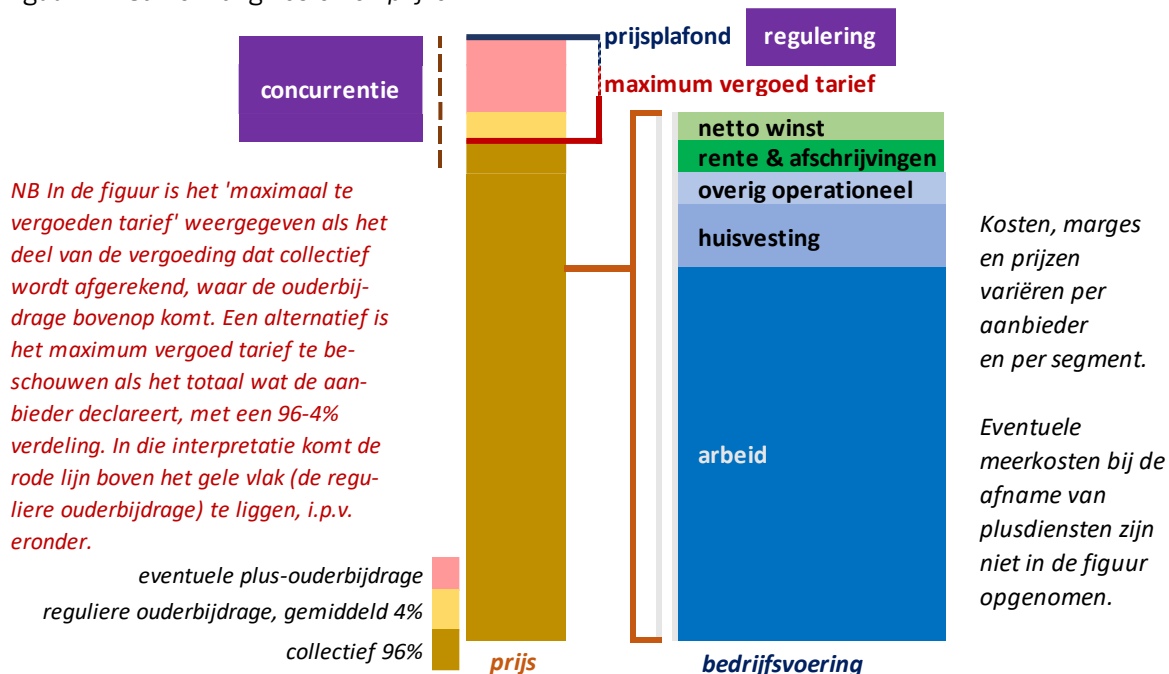 prijsplafond
regulering
concurrentie
maximum vergoed tarief
netto winst
rente & afschrijvingen
overig operationeel
huisvesting
arbeid
NB In de figuur is het 'maximaal te
vergoeden tarief' weergegeven als het
deel van de vergoeding dat collectief
wordt afgerekend, waar de ouderbij-
drage bovenop komt. Een alternatief is
het maximum vergoed tarief te be-
schouwen als het totaal wat de aan-
bieder declareert, met een 96-4%
verdeling. In die interpretatie komt de
rode lijn boven het gele vlak (de regu-
liere ouderbijdrage) te liggen, i.p.v.
eronder.
Kosten, marges
en prijzen
variëren per
aanbieder
en per segment.
Eventuele
meerkosten bij de
afname van
plusdiensten zijn
niet in de figuur
opgenomen.
eventuele plus-ouderbijdrage
reguliere ouderbijdrage, gemiddeld 4%
collectief 96%
prijs
bedrijfsvoering